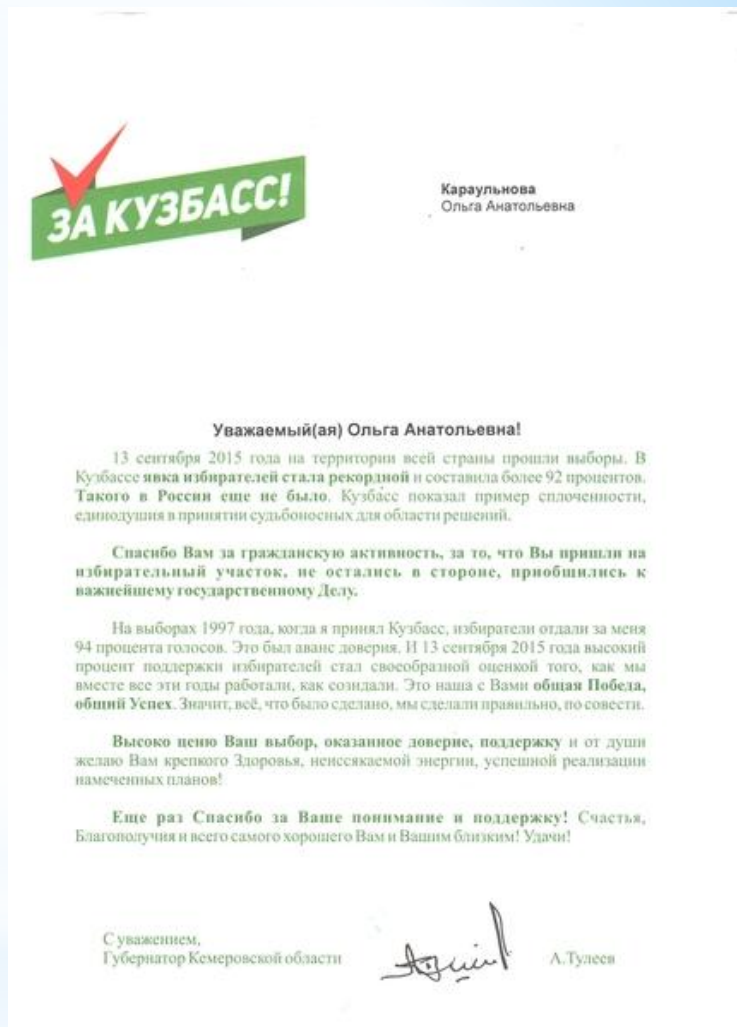 ЗА КУЗБАСС!
Караульнова
Ольга Анатольевна
Уважаемый(ая) Ольга Анатольевна!
13 сентября 2015 года на территории всей страны прошли выборы. В
Кузбассе явка избирателей стала рекордной и составила более 92 процентов.
Такого в России еще не было. Кузбасс показал пример сплоченности,
единодушия в принятии судьбоносных для области решений.
Спасибо Вам за гражданскую активность, за то, что Вы пришли на
избирательный участок, не остались в стороне, приобщились к
важнейшему государственному Делу.
На выборах 1997 года, когда я принял Кузбасс, избиратели отдали за меня
94 процента голосов. Это был аванс доверия. И 13 сентября 2015 года высокий
процент поддержки избирателей стал своеобразной оценкой того, как мы
вместе все эти годы работали, как созидали. Это наша с Вами общая Победа,
общий Успех. Значит, всё, что было сделано, мы сделали правильно, по совести.
Высоко ценю Ваш выбор, оказанное доверие, поддержку и от души
желаю Вам крепкого Здоровья, неиссякаемой энергии, успешной реализации
намеченных планов!
Еще раз Спасибо за Ваше понимание и поддержку! Счастья,
Благополучия и всего самого хорошего Вам и Вашим близким! Удачи!
С уважением,
Губернатор Кемеровской области А.Тулеев